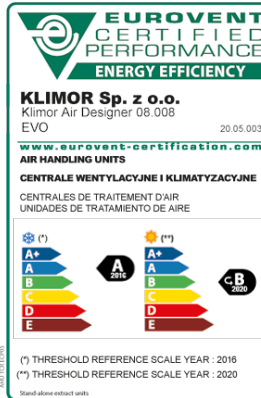 EUROVENT
CERTIFIED
PERFORMANCE
ENERGY EFFICIENCY
KLIMOR Sp. z o.o.
Klimor Air Designer 08.008
EVO 20.05.003
www.eurovent-certification.com
AIR HANDLING UNITS
CENTRALE WENTYLACYJNE I KLIMATYZACYJNE
CENTRALES DE TRAITEMENT D'AIR
UNIDADES DE TRATAMIENTO DE AIRE
(*) (**)
A+ A+
A A
B B
C C
D D
E E
A 2016
B 2020
(*) THRESHOLD REFERENCE SCALE YEAR : 2016
(**) THRESHOLD REFERENCE SCALE YEAR : 2020
Stand-alone extract units